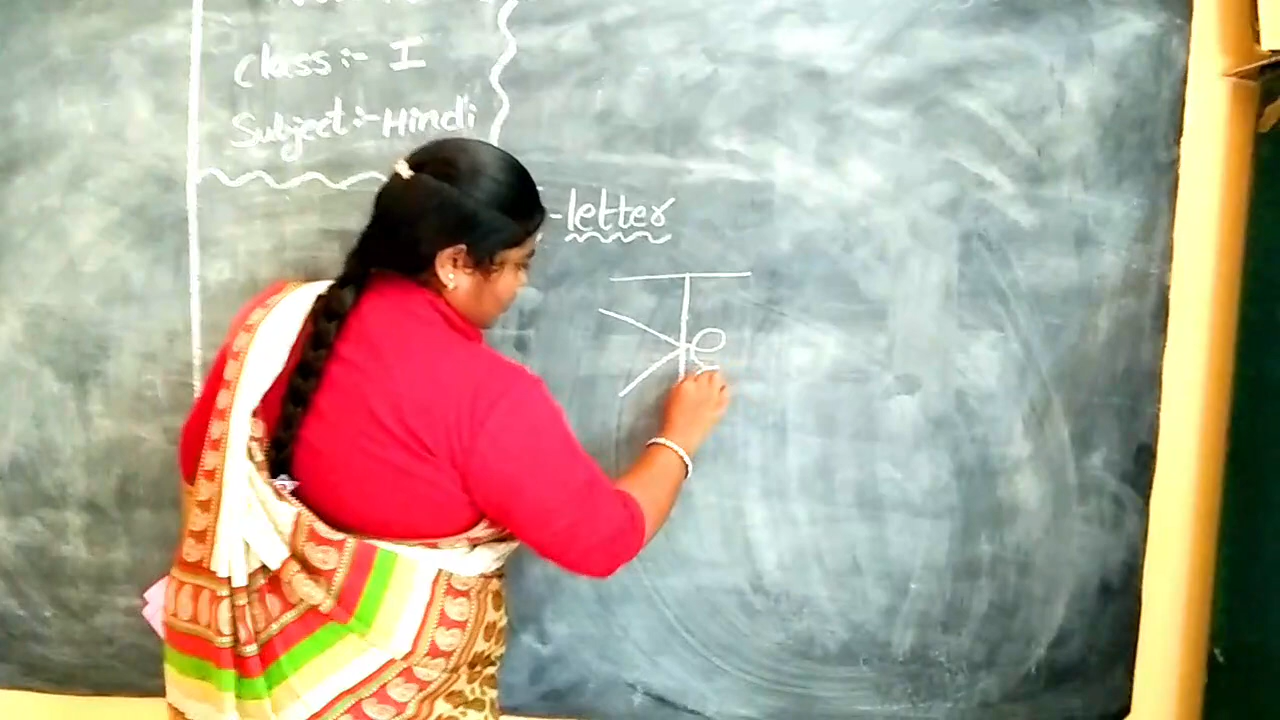 Class :- I
Subject :- Hindi
-letter
ऋ